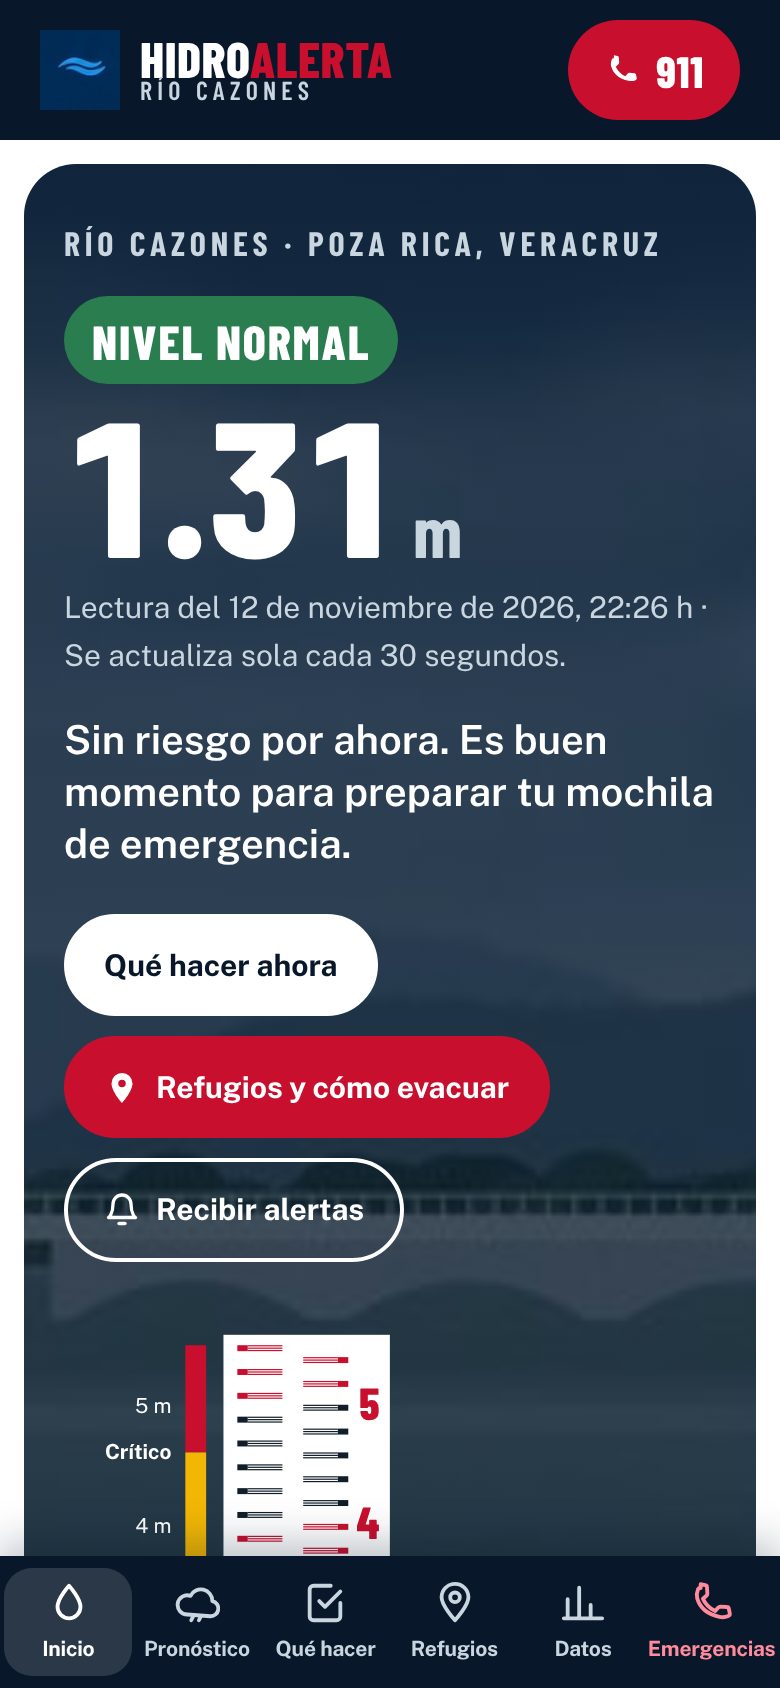 HIDROALERTA
RÍO CAZONES
911
RÍO CAZONES · POZA RICA, VERACRUZ
NIVEL NORMAL
1.31 m
Lectura del 12 de noviembre de 2026, 22:26 h ·
Se actualiza sola cada 30 segundos.
Sin riesgo por ahora. Es buen
momento para preparar tu mochila
de emergencia.
Qué hacer ahora
Refugios y cómo evacuar
Recibir alertas
5 m
5
Crítico
4 m
4
Inicio
Pronóstico
Qué hacer
Refugios
Datos
Emergencias